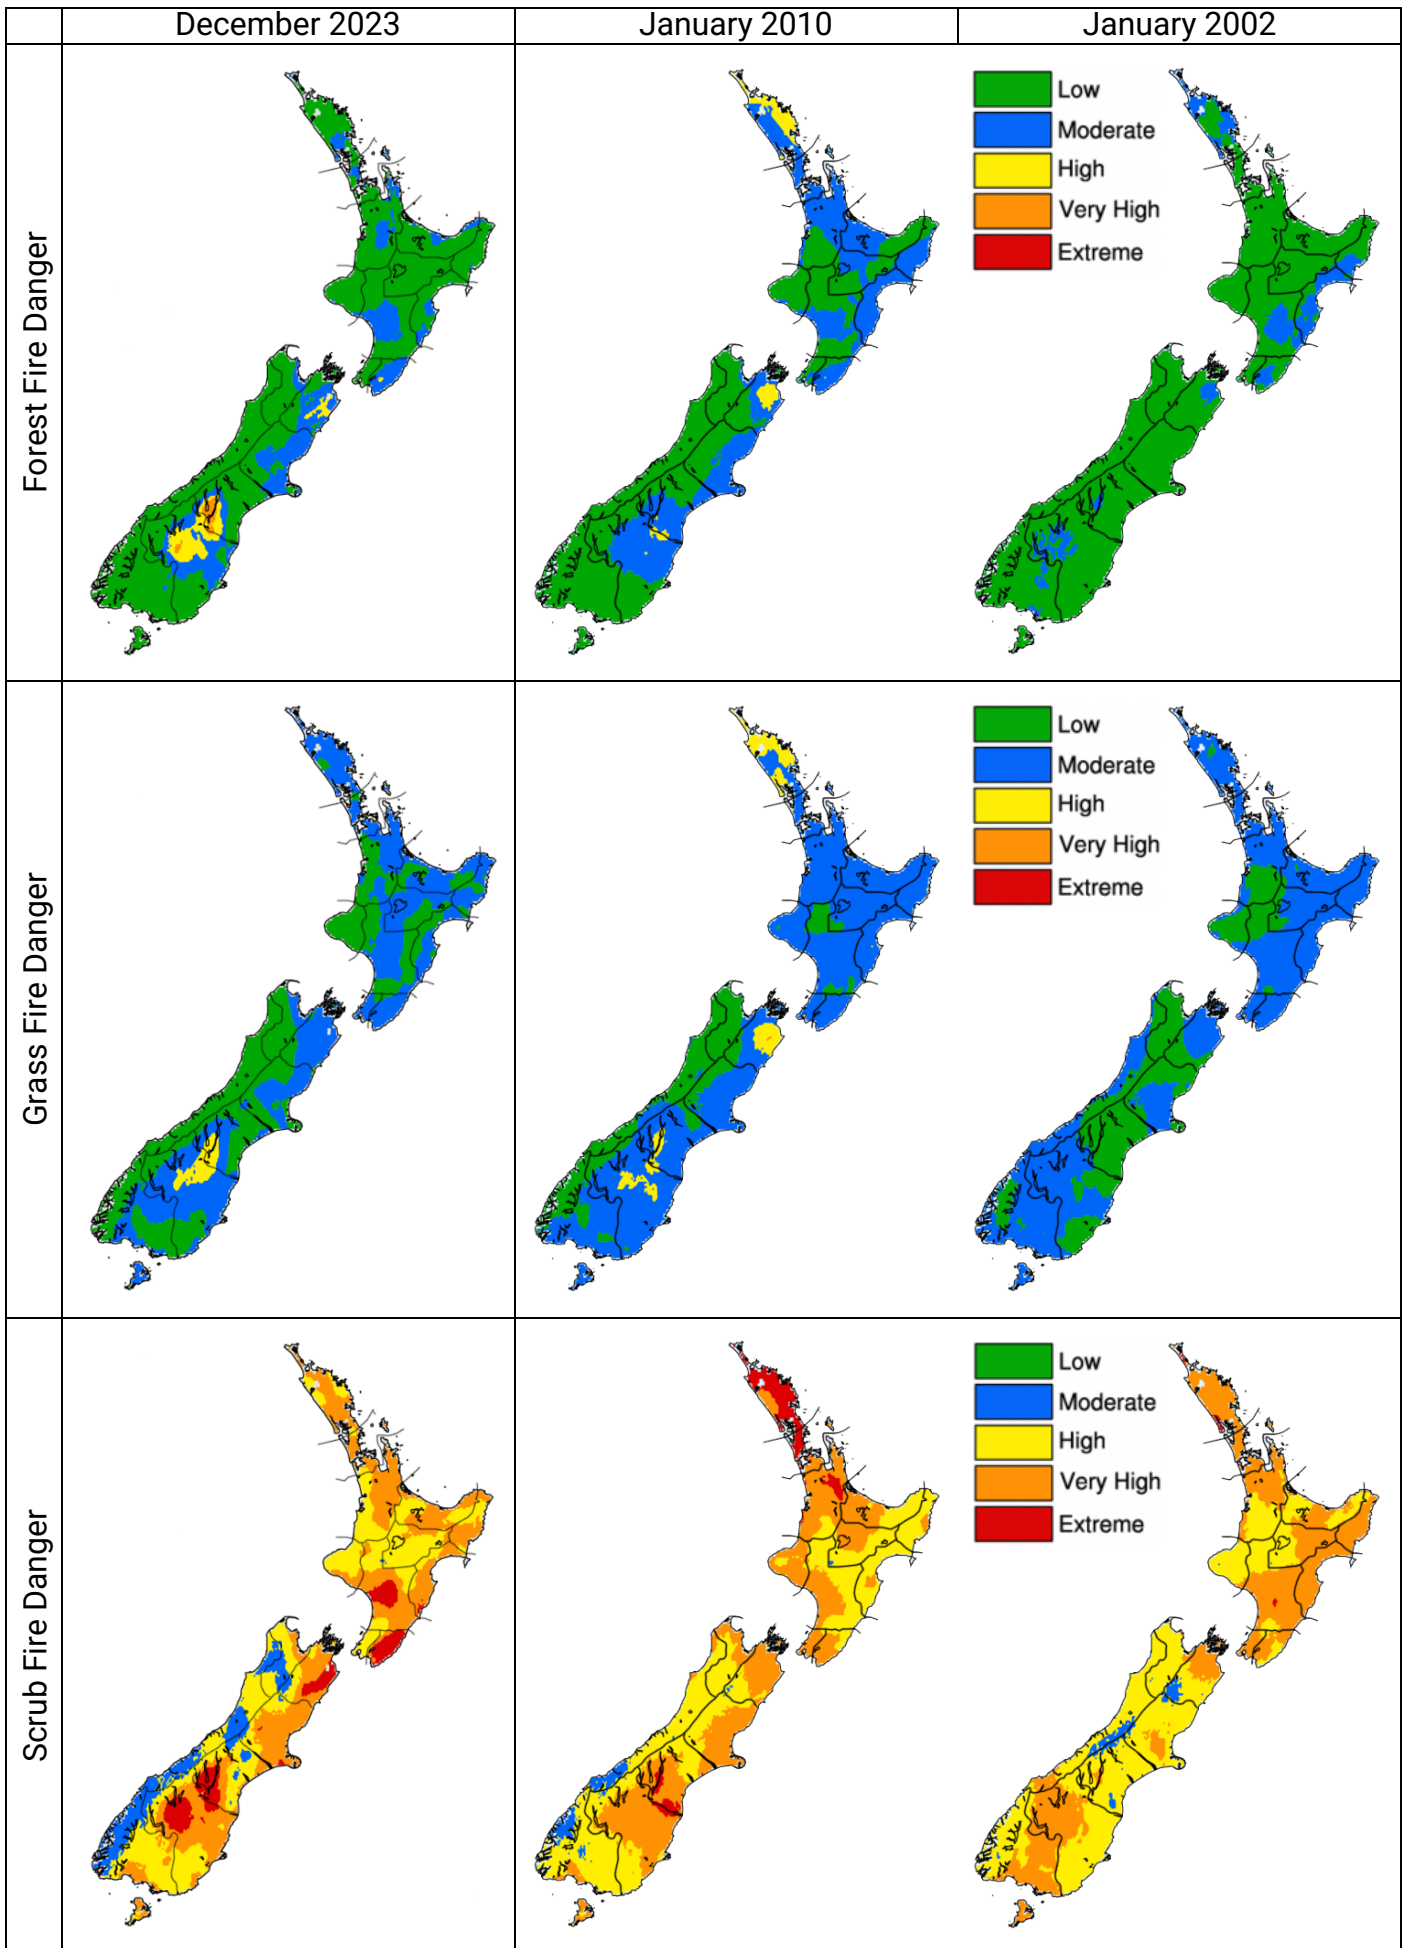 December 2023
January 2010
January 2002
Forest Fire Danger
Low
Moderate
High
Very High
Extreme
Grass Fire Danger
Low
Moderate
High
Very High
Extreme
Scrub Fire Danger
Low
Moderate
High
Very High
Extreme